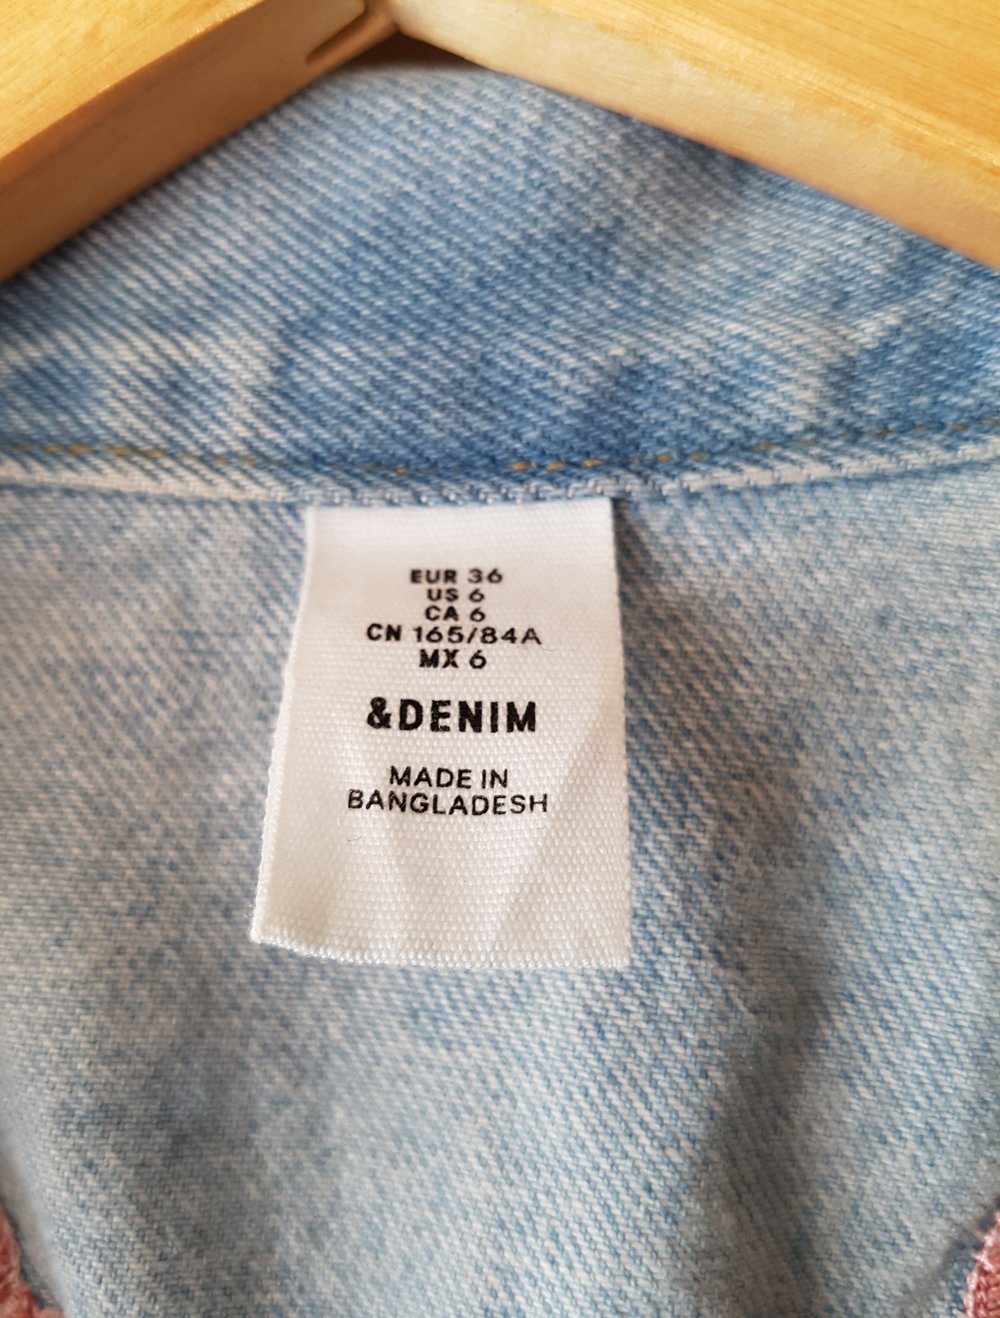 EUR 36
US 6
CA 6
CN 165/84A
MX 6
&DENIM
MADE IN
BANGLADESH